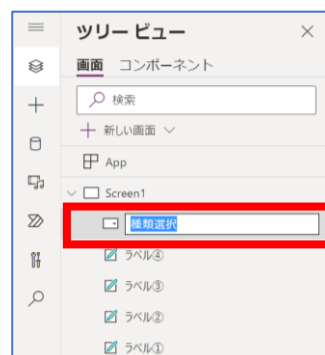 ツリー ビュー
画面 コンポーネント
検索
新しい画面
App
Screen1
種類選択
ラベル④
ラベル③
ラベル②
ラベル①